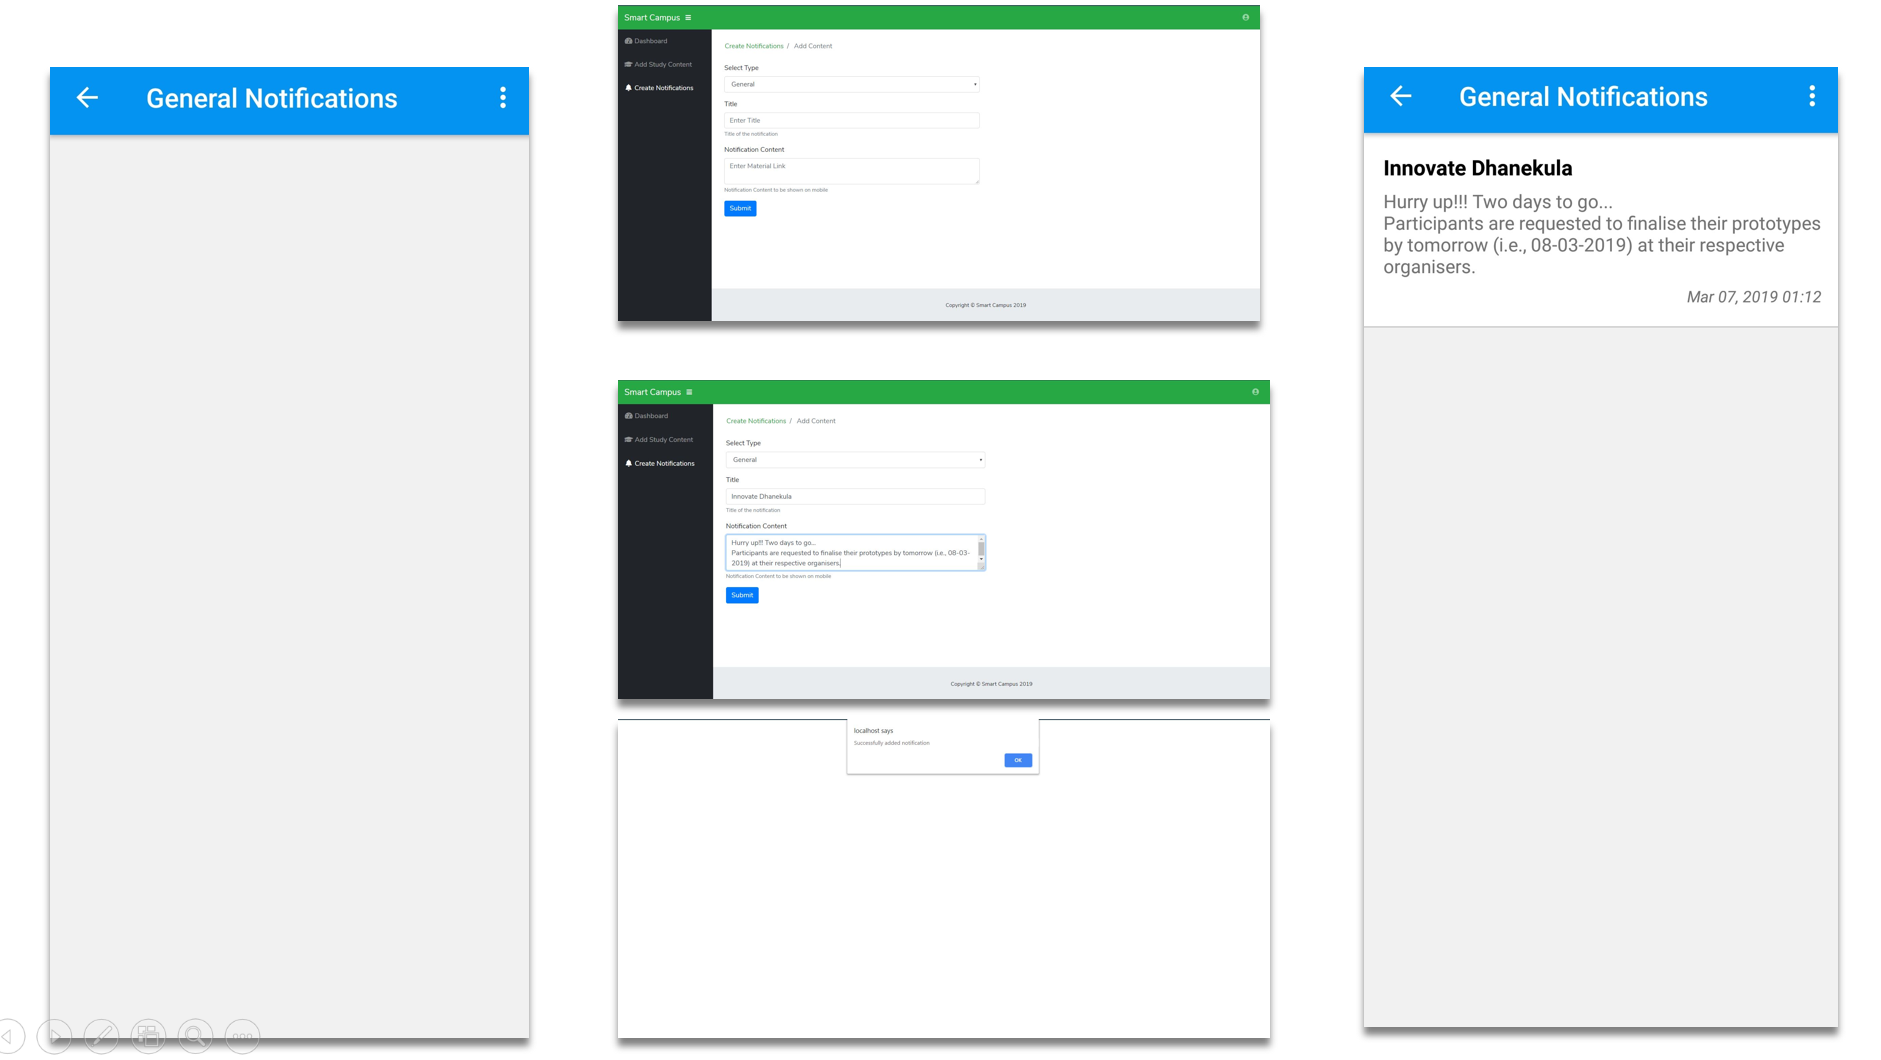 General Notifications
Smart Campus
Dashboard
Add Study Content
Create Notifications
Create Notifications / Add Content
Select Type
General
Title
Enter Title
Title of the notification
Notification Content
Enter Material Link
Notification Content to be shown on mobile
Submit
Copyright © Smart Campus 2019
Smart Campus
Dashboard
Add Study Content
Create Notifications
Create Notifications / Add Content
Select Type
General
Title
Innovate Dhanekula
Title of the notification
Notification Content
Hurry up!!! Two days to go...
Participants are requested to finalise their prototypes by tomorrow (i.e., 08-03-
2019) at their respective organisers.
Notification Content to be shown on mobile
Submit
Copyright © Smart Campus 2019
localhost says
Successfully added notification
OK
General Notifications
Innovate Dhanekula
Hurry up!!! Two days to go...
Participants are requested to finalise their prototypes
by tomorrow (i.e., 08-03-2019) at their respective
organisers.
Mar 07, 2019 01:12